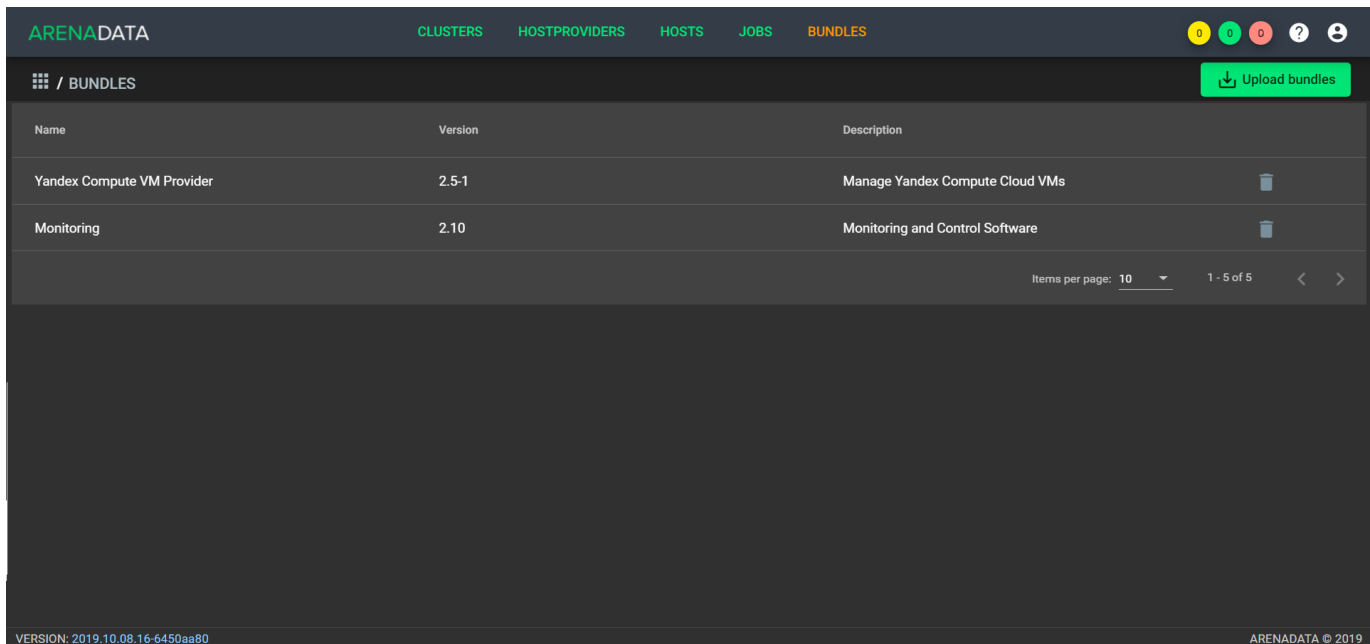 ARENADATA CLUSTERS HOSTPROVIDERS HOSTS JOBS BUNDLES 0 0 0 ?
/ BUNDLES Upload bundles
Name Version Description
Yandex Compute VM Provider 2.5-1 Manage Yandex Compute Cloud VMs
Monitoring 2.10 Monitoring and Control Software
Items per page: 10 1 - 5 of 5
VERSION: 2019.10.08.16-6450aa80 ARENADATA © 2019